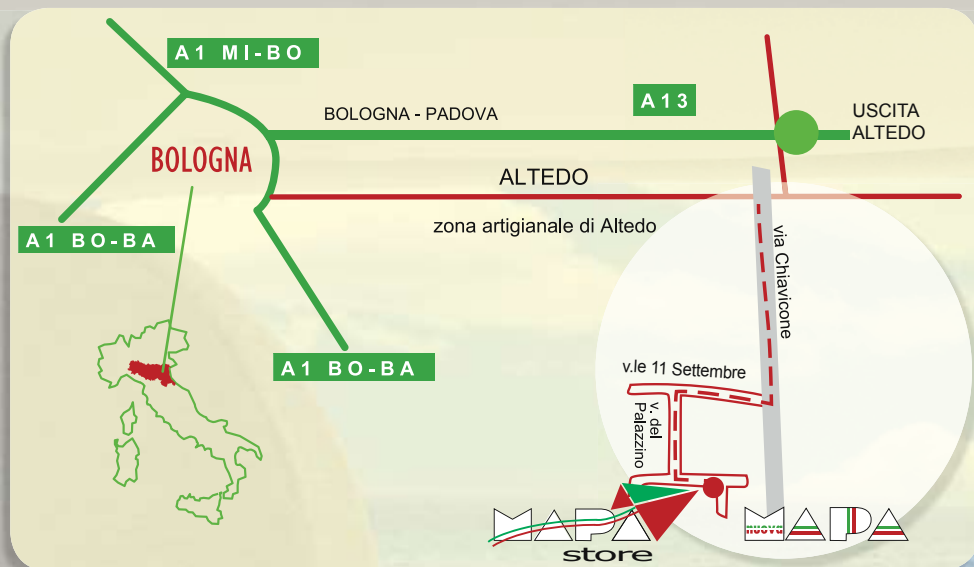 A1 MI-BO
A13
BOLOGNA - PADOVA
USCITA
ALTEDO
BOLOGNA
ALTEDO
zona artigianale di Altedo
A1 BO-BA
via Chiavicone
A1 BO-BA
v.le 11 Settembre
v. del
Palazzino
MAPA
store
nuova MAPA